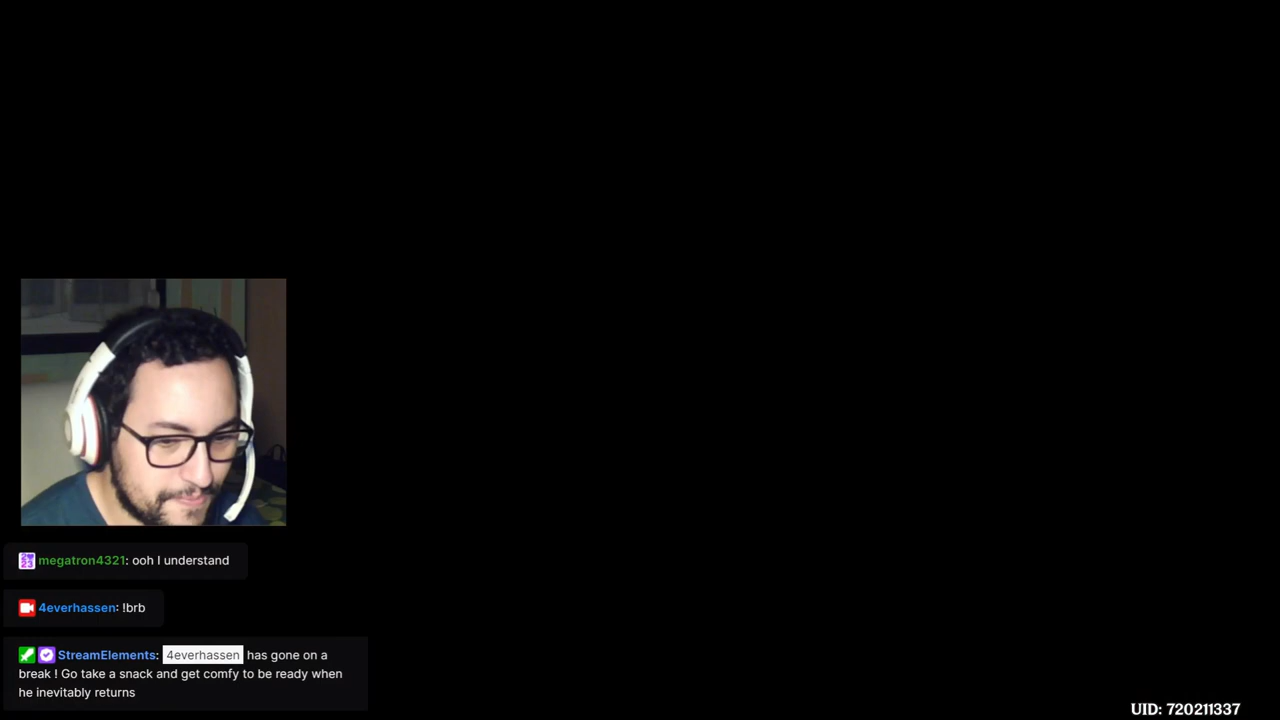 megatron4321: ooh I understand
4everhassen: !brb
StreamElements: 4everhassen has gone on a
break ! Go take a snack and get comfy to be ready when
he inevitably returns
UID: 720211337